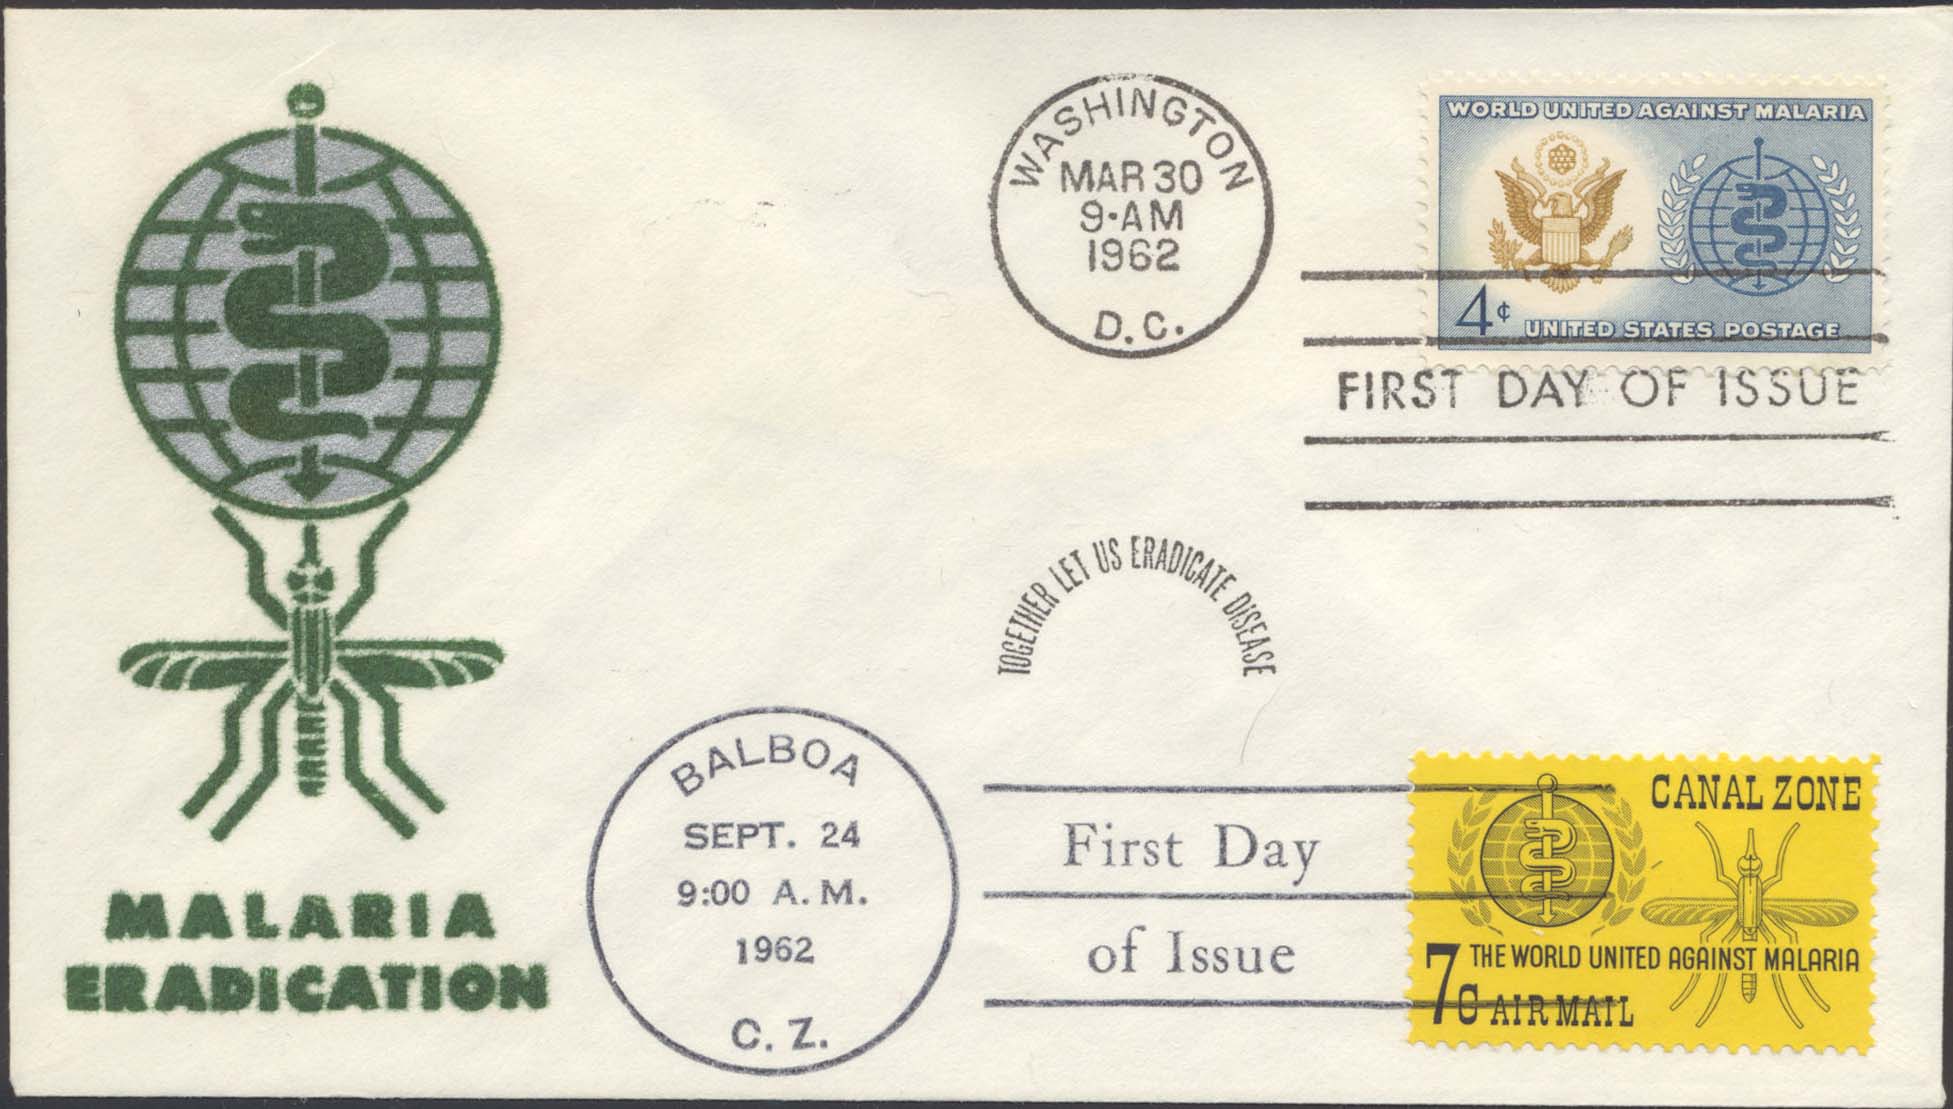 WASHINGTON
MAR 30
9·AM
1962
D.C.
WORLD UNITED AGAINST MALARIA
4¢
UNITED STATES POSTAGE
FIRST DAY OF ISSUE
TOGETHER LET US ERADICATE DISEASE
MALARIA
ERADICATION
BALBOA
SEPT. 24
9:00 A. M.
1962
C. Z.
First Day
of Issue
CANAL ZONE
THE WORLD UNITED AGAINST MALARIA
7c AIR MAIL